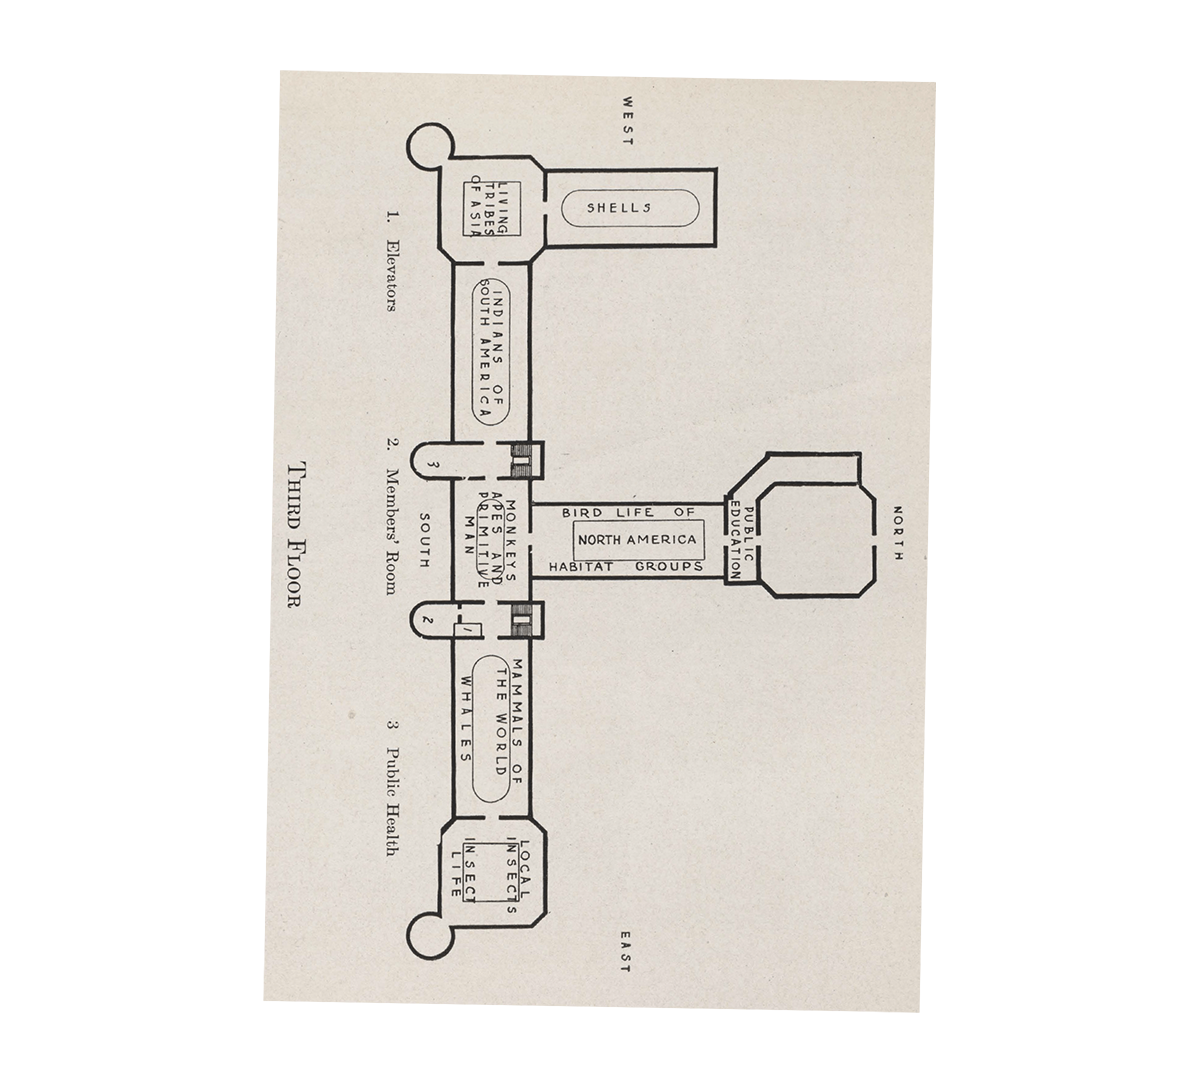 NORTH
PUBLIC
EDUCATION
WEST
EAST
SHELLS
BIRD LIFE OF
NORTH AMERICA
HABITAT GROUPS
LIVING
TRIBES
OF ASIA
INDIANS OF
SOUTH AMERICA
3
MONKEYS
APES AND
PRIMITIVE
MAN
1
2
MAMMALS OF
THE WORLD
WHALES
LOCAL
INSECTS
INSECT
LIFE
SOUTH
1. Elevators
2. Members' Room
3 Public Health
THIRD FLOOR